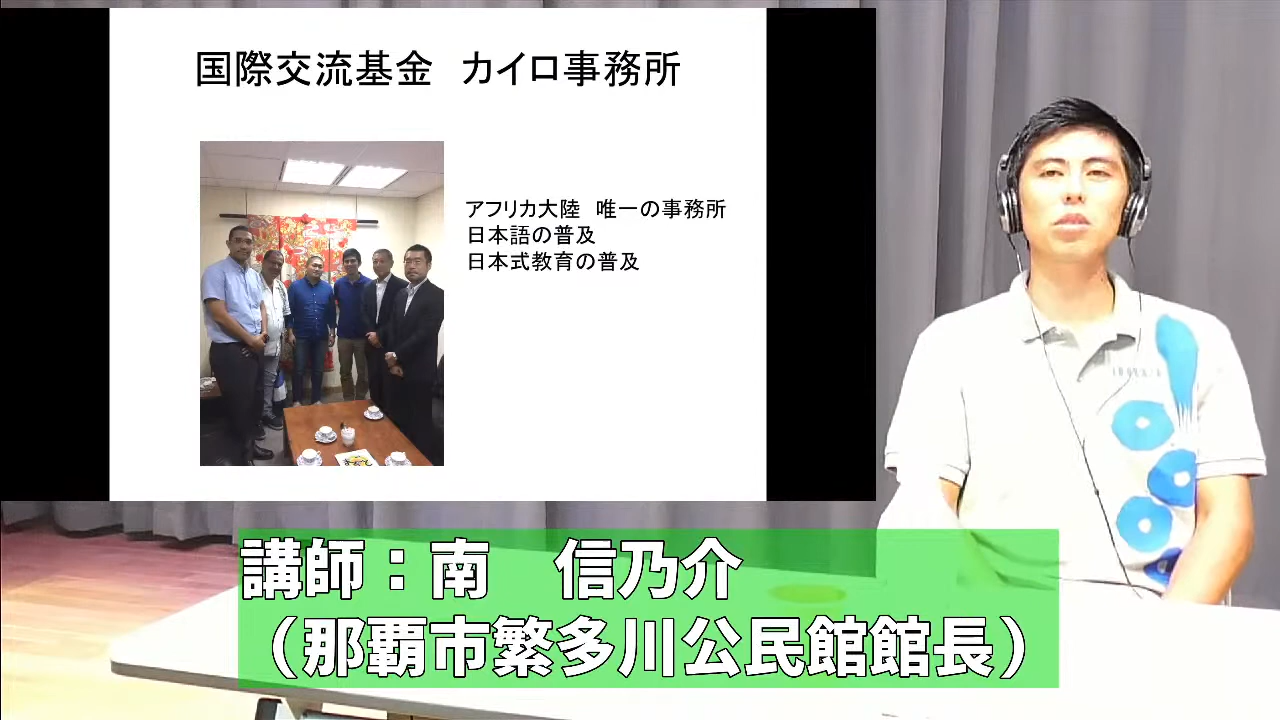 国際交流基金　カイロ事務所
アフリカ大陸　唯一の事務所
日本語の普及
日本式教育の普及
講師：南　信乃介
（那覇市繁多川公民館館長）